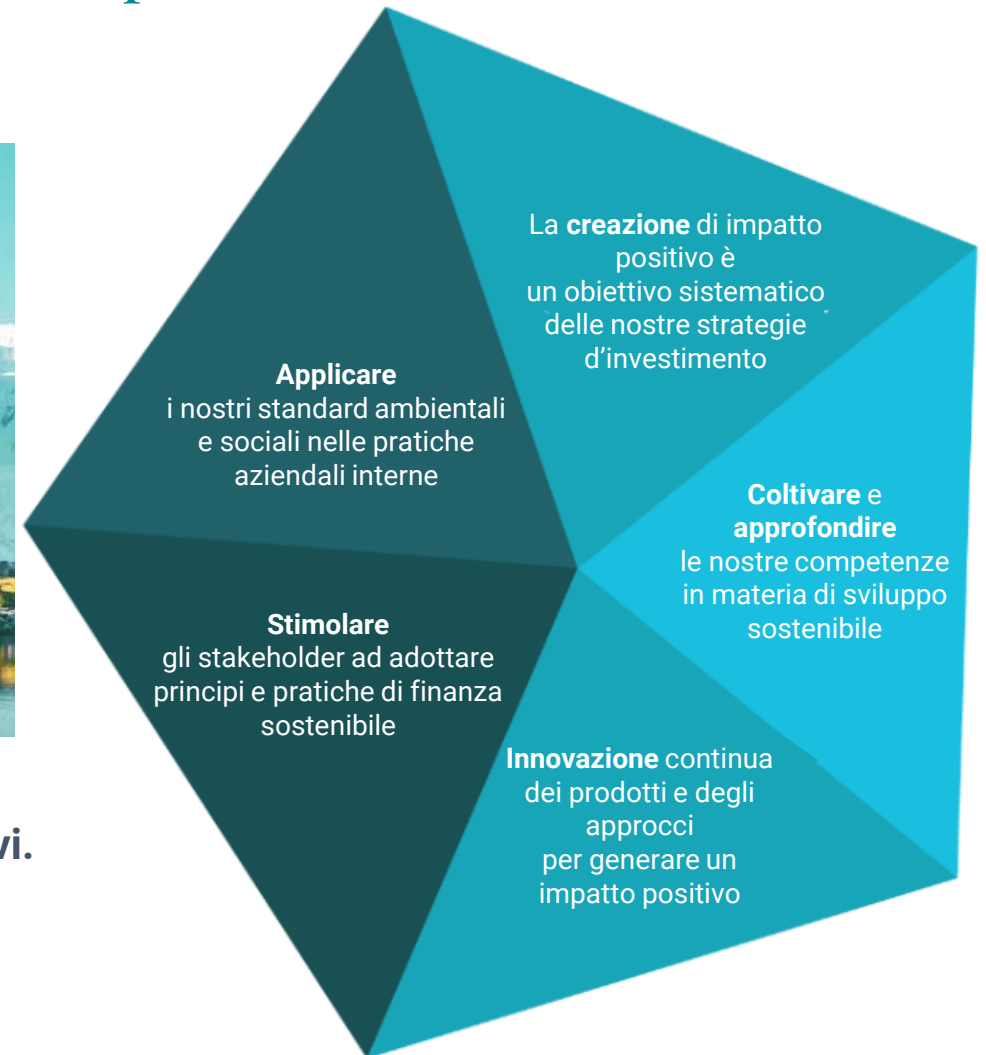 La creazione di impatto
positivo è
un obiettivo sistematico
delle nostre strategie
d’investimento
Applicare
i nostri standard ambientali
e sociali nelle pratiche
aziendali interne
Coltivare e
approfondire
le nostre competenze
in materia di sviluppo
sostenibile
Stimolare
gli stakeholder ad adottare
principi e pratiche di finanza
sostenibile
Innovazione continua
dei prodotti e degli
approcci
per generare un
impatto positivo
vi.